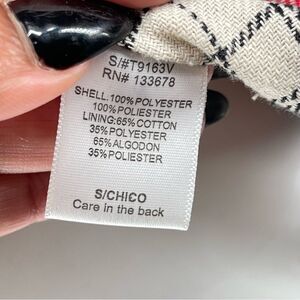 S/#T9163V
RN# 133678
SHELL:100%POLYESTER
100%POLIESTER
LINING:65%COTTON
35%POLYESTER
65%ALGODON
35%POLIESTER
S/CHICO
Care in the back